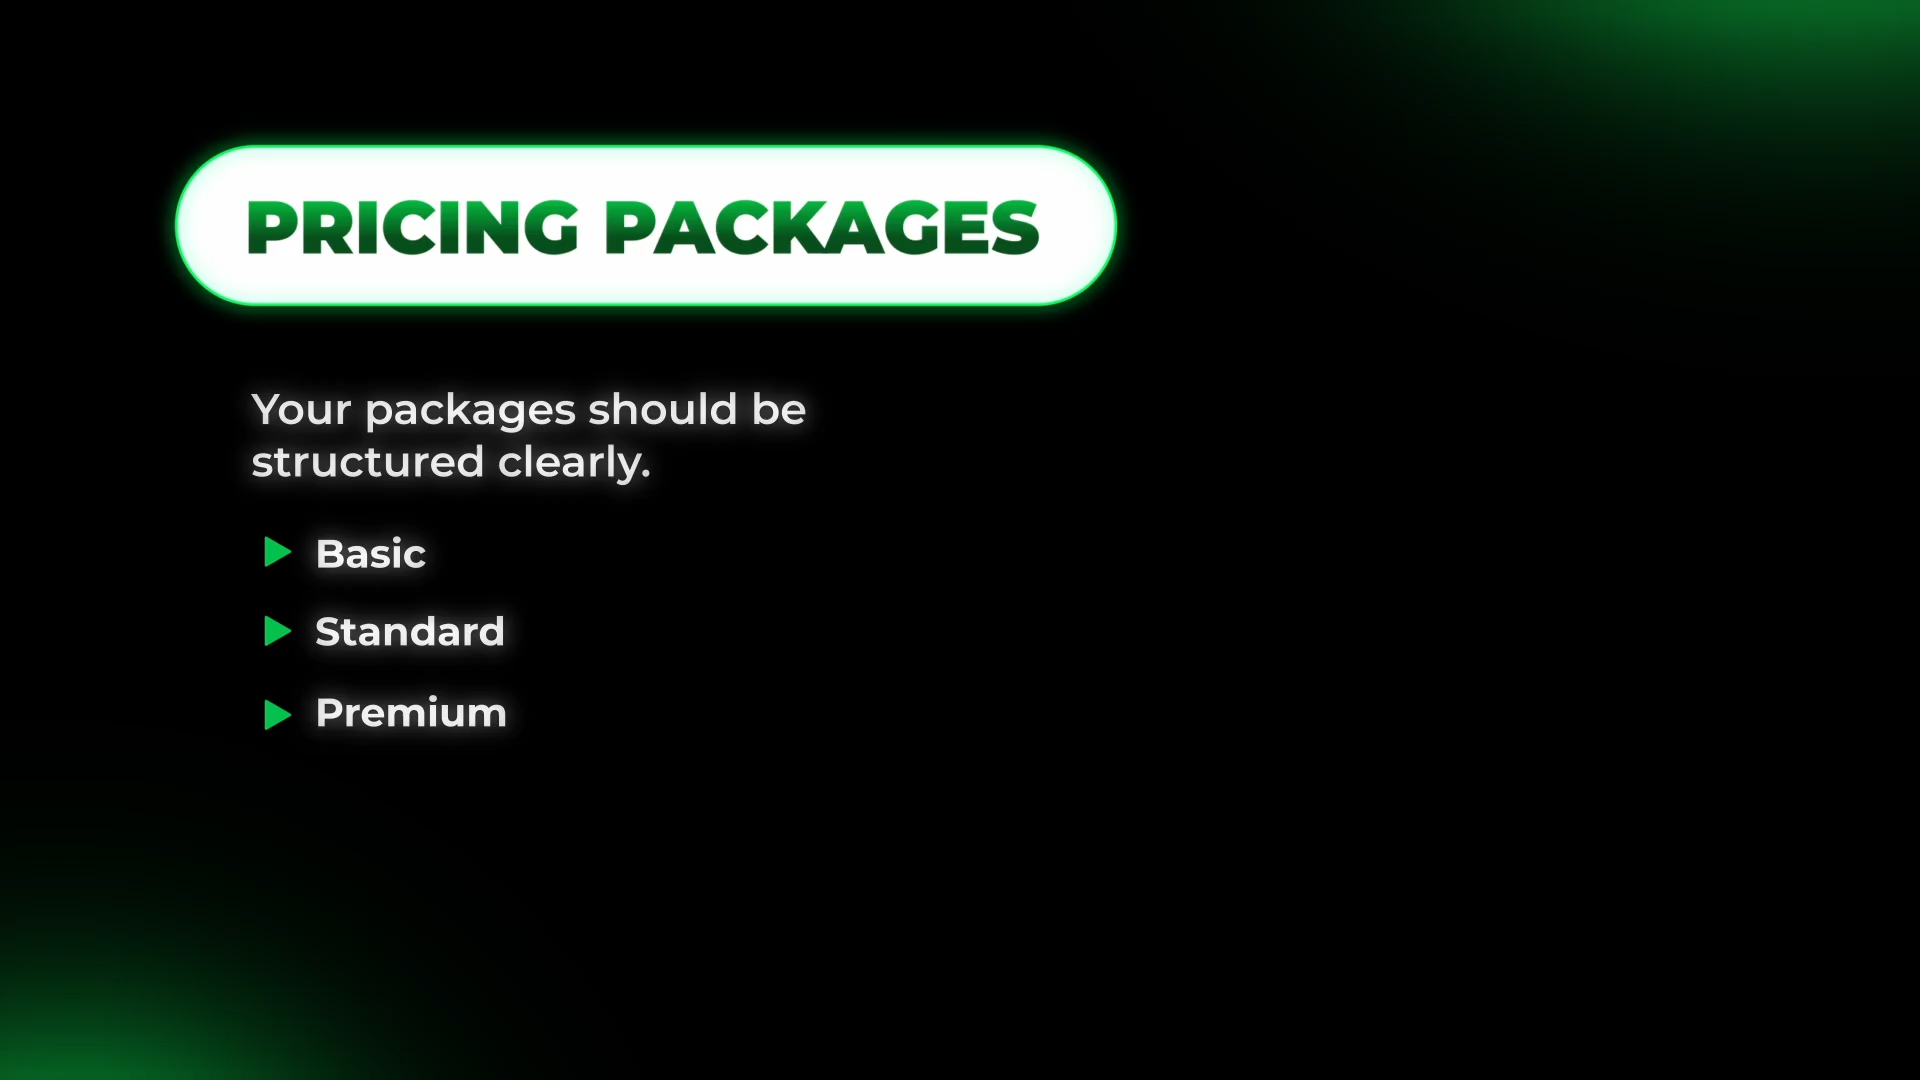 PRICING PACKAGES
Your packages should be
structured clearly.
Basic
Standard
Premium